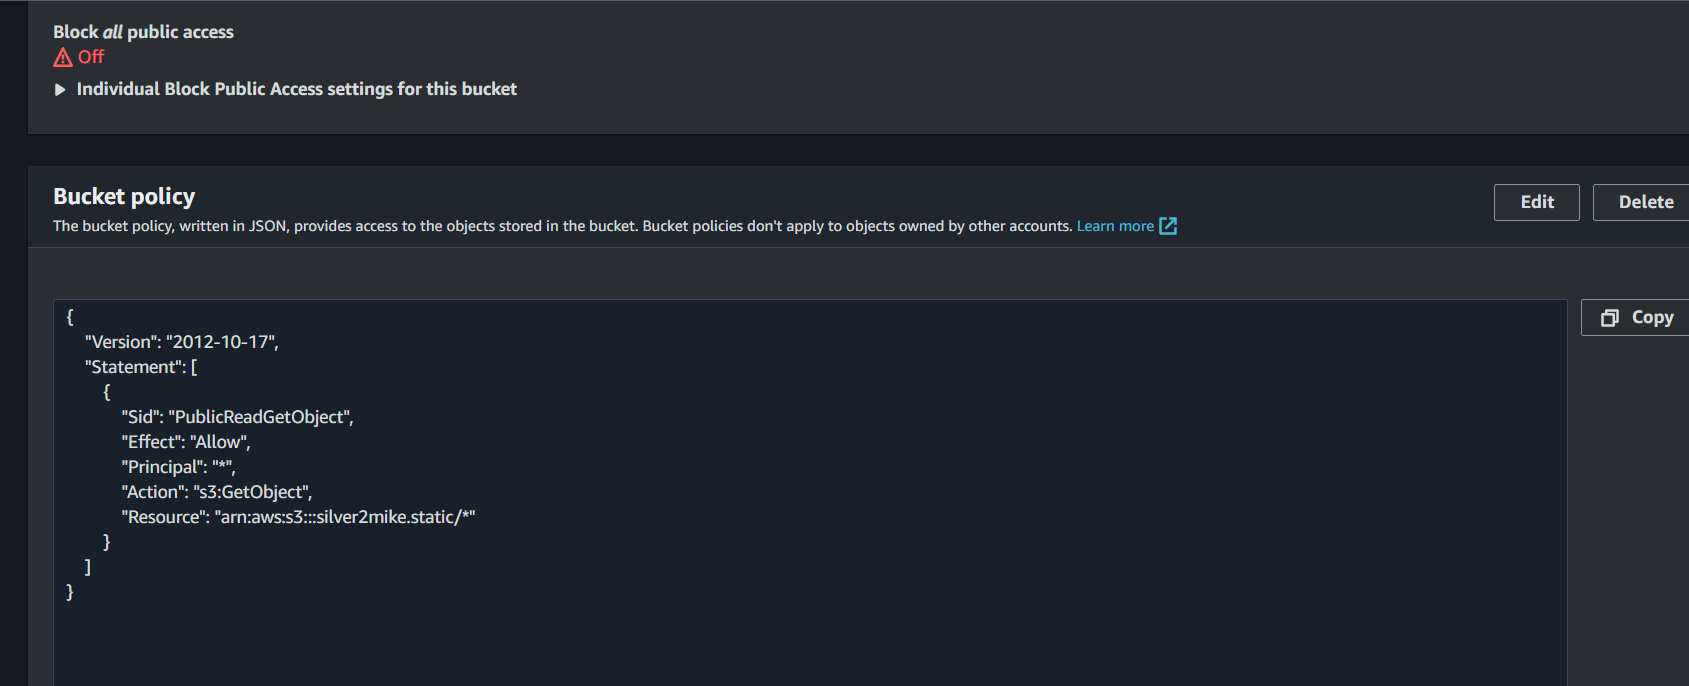 Block all public access
Off
Individual Block Public Access settings for this bucket
Bucket policy
Edit
Delete
The bucket policy, written in JSON, provides access to the objects stored in the bucket. Bucket policies don't apply to objects owned by other accounts. Learn more
Copy
{
"Version": "2012-10-17",
"Statement": [
{
"Sid": "PublicReadGetObject",
"Effect": "Allow",
"Principal": "*",
"Action": "s3:GetObject",
"Resource": "arn:aws:s3:::silver2mike.static/*"
}
]
}